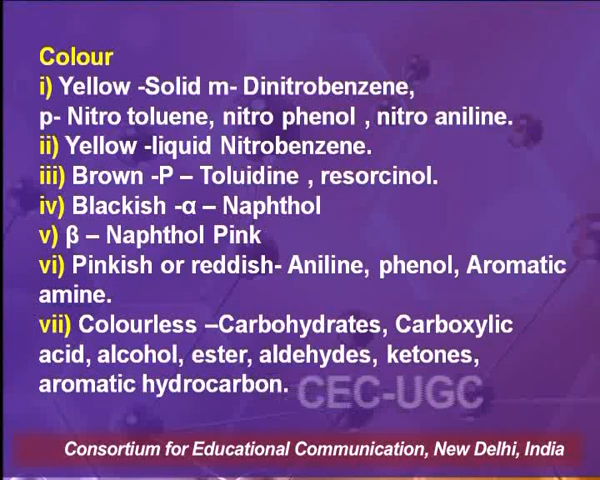 Colour
i) Yellow -Solid m- Dinitrobenzene,
p- Nitro toluene, nitro phenol , nitro aniline.
ii) Yellow -liquid Nitrobenzene.
iii) Brown -P – Toluidine , resorcinol.
iv) Blackish -α – Naphthol
v) β – Naphthol Pink
vi) Pinkish or reddish- Aniline, phenol, Aromatic
amine.
vii) Colourless –Carbohydrates, Carboxylic
acid, alcohol, ester, aldehydes, ketones,
aromatic hydrocarbon.
CEC-UGC
Consortium for Educational Communication, New Delhi, India